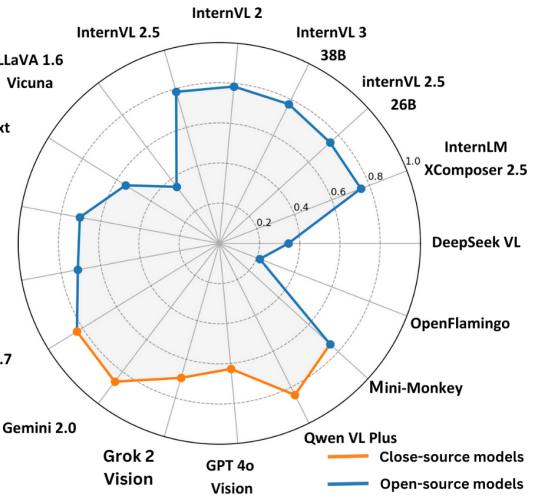 InternVL 2
InternVL 2.5
InternVL 3
38B
LLaVA 1.6
Vicuna
internVL 2.5
26B
xt
InternLM
XComposer 2.5
1.0
0.8
0.6
0.4
0.2
DeepSeek VL
OpenFlamingo
.7
Mini-Monkey
Gemini 2.0
Qwen VL Plus
Grok 2
Vision
GPT 4o
Vision
Close-source models
Open-source models